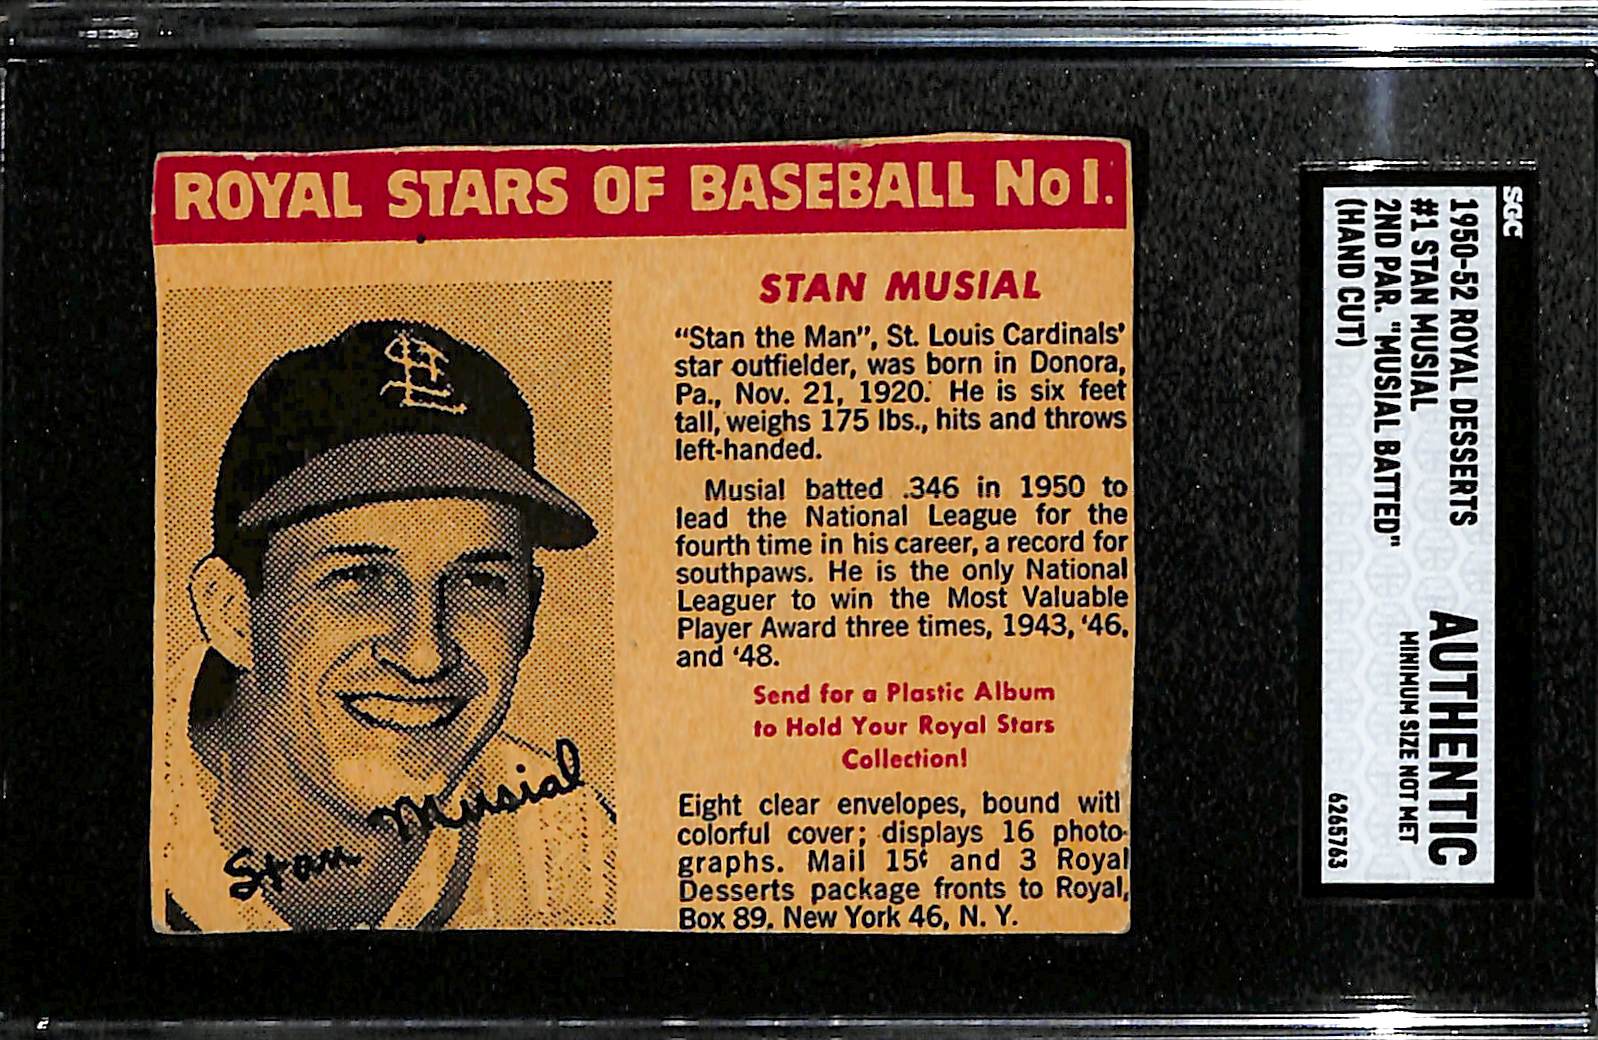 ROYAL STARS OF BASEBALL No 1.
STAN MUSIAL
“Stan the Man”, St. Louis Cardinals’
star outfielder, was born in Donora,
Pa., Nov. 21, 1920. He is six feet
tall, weighs 175 lbs., hits and throws
left-handed.
Musial batted .346 in 1950 to
lead the National League for the
fourth time in his career, a record for
southpaws. He is the only National
Leaguer to win the Most Valuable
Player Award three times, 1943, ‘46,
and ‘48.
Send for a Plastic Album
to Hold Your Royal Stars
Collection!
Eight clear envelopes, bound witl
colorful cover; displays 16 photo-
graphs. Mail 15¢ and 3 Royal
Desserts package fronts to Royal,
Box 89, New York 46, N. Y.
StL
Stan Musial
SGC
1950-52 ROYAL DESSERTS
#1 STAN MUSIAL
2ND PAR. "MUSIAL BATTED"
(HAND CUT)
AUTHENTIC
MINIMUM SIZE NOT MET
6265763